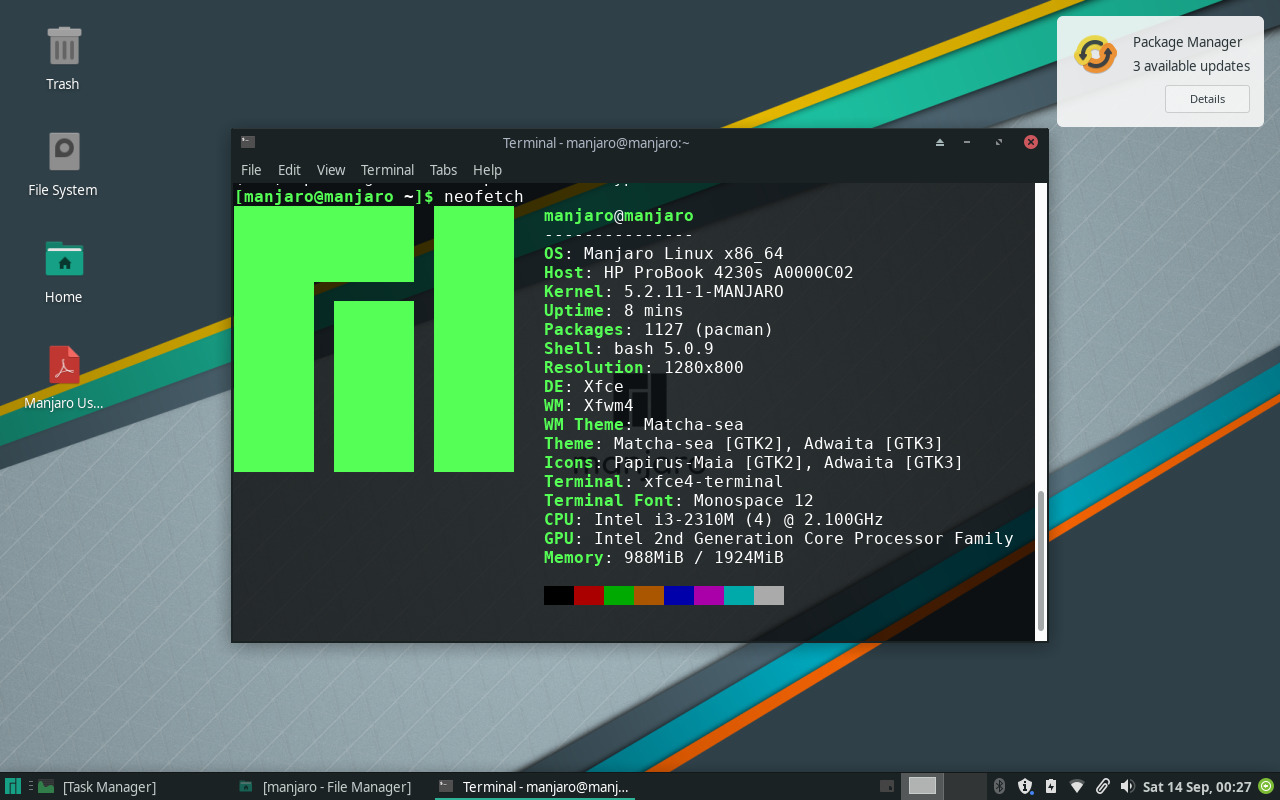 Trash
File System
Home
Manjaro Us...
Package Manager
3 available updates
Details
Terminal - manjaro@manjaro:~
File Edit View Terminal Tabs Help
[manjaro@manjaro ~]$ neofetch
manjaro@manjaro
---------------
OS: Manjaro Linux x86_64
Host: HP ProBook 4230s A0000C02
Kernel: 5.2.11-1-MANJARO
Uptime: 8 mins
Packages: 1127 (pacman)
Shell: bash 5.0.9
Resolution: 1280x800
DE: Xfce
WM: Xfwm4
WM Theme: Matcha-sea
Theme: Matcha-sea [GTK2], Adwaita [GTK3]
Icons: Papirus-Maia [GTK2], Adwaita [GTK3]
Terminal: xfce4-terminal
Terminal Font: Monospace 12
CPU: Intel i3-2310M (4) @ 2.100GHz
GPU: Intel 2nd Generation Core Processor Family
Memory: 988MiB / 1924MiB
manjaro
[Task Manager]
[manjaro - File Manager]
Terminal - manjaro@manj...
Sat 14 Sep, 00:27